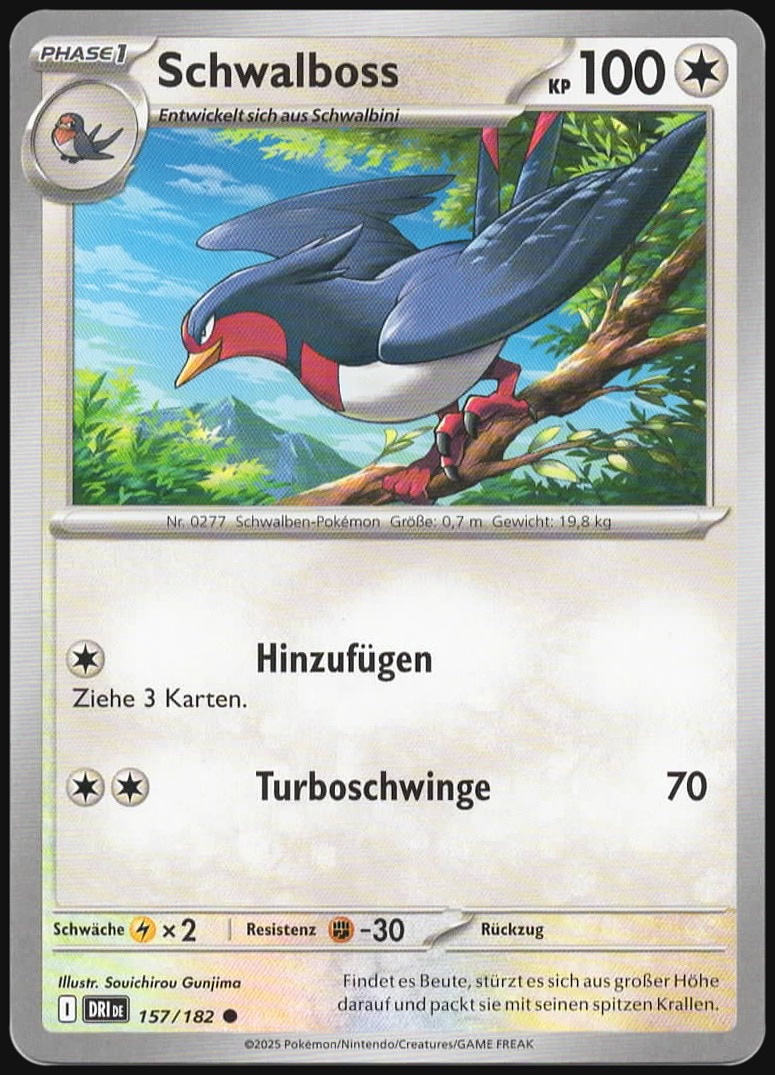 PHASE 1
Schwalboss
KP 100
Entwickelt sich aus Schwalbini
Nr. 0277 Schwalben-Pokémon Größe: 0,7 m Gewicht: 19,8 kg
Hinzufügen
Ziehe 3 Karten.
Turboschwinge 70
Schwäche ×2 Resistenz -30 Rückzug
Illustr. Souichirou Gunjima
Findet es Beute, stürzt es sich aus großer Höhe
darauf und packt sie mit seinen spitzen Krallen.
I DRI DE 157/182
©2025 Pokémon/Nintendo/Creatures/GAME FREAK